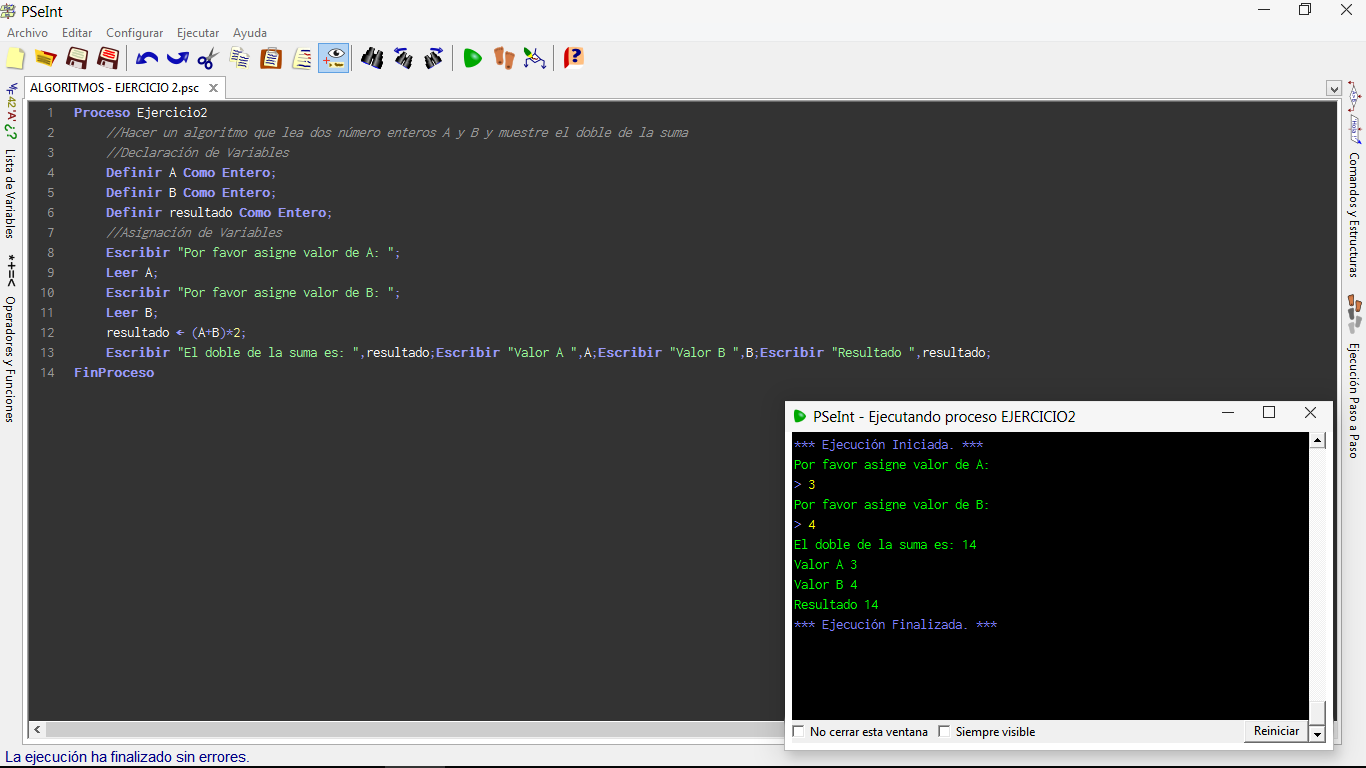 PSeInt
Archivo Editar Configurar Ejecutar Ayuda
ALGORITMOS - EJERCICIO 2.psc
1 Proceso Ejercicio2
2 //Hacer un algoritmo que lea dos número enteros A y B y muestre el doble de la suma
3 //Declaración de Variables
4 Definir A Como Entero;
5 Definir B Como Entero;
6 Definir resultado Como Entero;
7 //Asignación de Variables
8 Escribir "Por favor asigne valor de A: ";
9 Leer A;
10 Escribir "Por favor asigne valor de B: ";
11 Leer B;
12 resultado ← (A+B)*2;
13 Escribir "El doble de la suma es: ",resultado;Escribir "Valor A ",A;Escribir "Valor B ",B;Escribir "Resultado ",resultado;
14 FinProceso
42 'A' ¿?
Lista de Variables
*+=<
Operadores y Funciones
Comandos y Estructuras
Ejecución Paso a Paso
PSeInt - Ejecutando proceso EJERCICIO2
*** Ejecución Iniciada. ***
Por favor asigne valor de A:
> 3
Por favor asigne valor de B:
> 4
El doble de la suma es: 14
Valor A 3
Valor B 4
Resultado 14
*** Ejecución Finalizada. ***
No cerrar esta ventana Siempre visible Reiniciar
La ejecución ha finalizado sin errores.